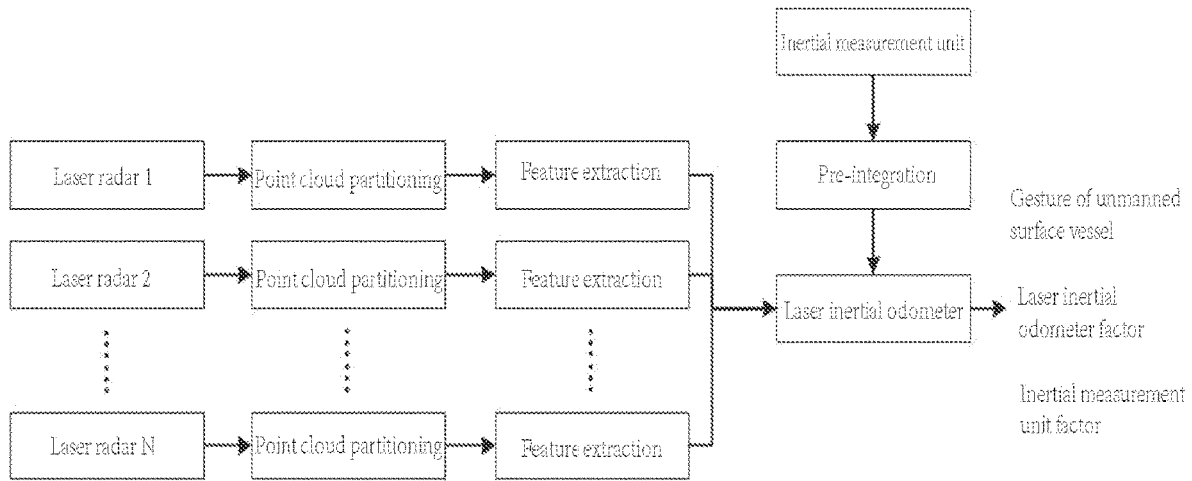 Inertial measurement unit
Laser radar 1
Point cloud partitioning
Feature extraction
Pre-integration
Gesture of unmanned
surface vessel
Laser radar 2
Point cloud partitioning
Feature extraction
Laser inertial odometer
Laser inertial
odometer factor
Inertial measurement
unit factor
Laser radar N
Point cloud partitioning
Feature extraction